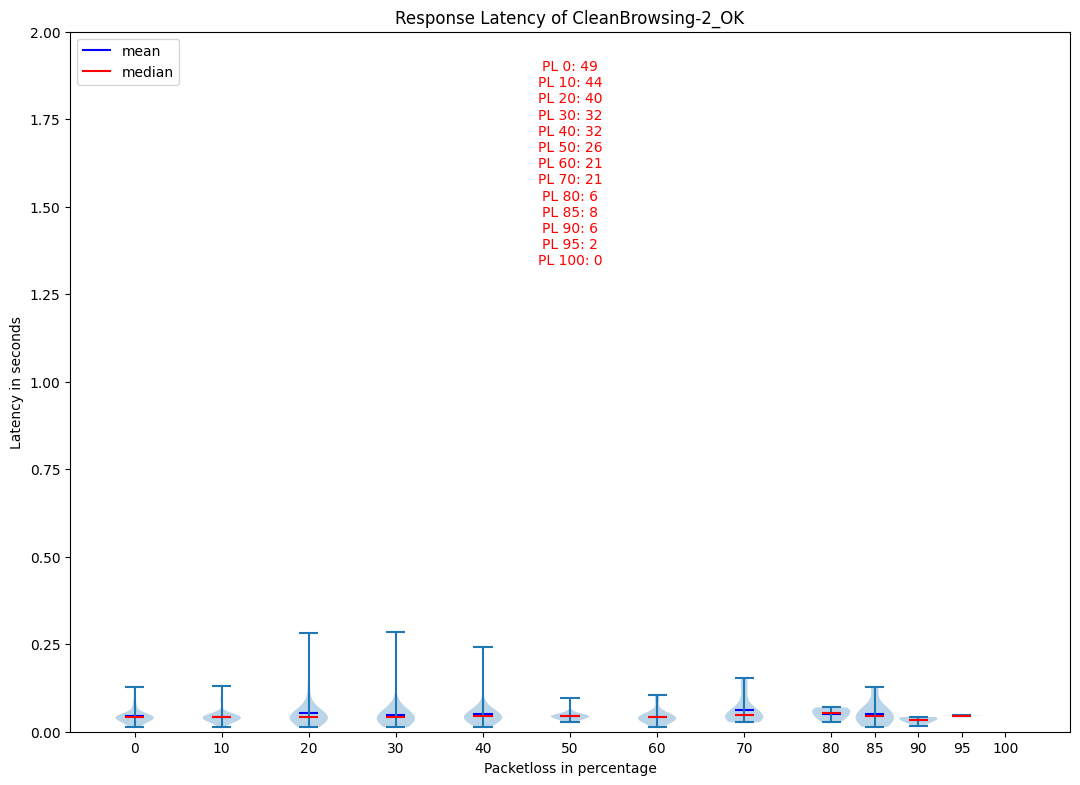 Response Latency of CleanBrowsing-2_OK
mean
median
PL 0: 49
PL 10: 44
PL 20: 40
PL 30: 32
PL 40: 32
PL 50: 26
PL 60: 21
PL 70: 21
PL 80: 6
PL 85: 8
PL 90: 6
PL 95: 2
PL 100: 0
Latency in seconds
2.00
1.75
1.50
1.25
1.00
0.75
0.50
0.25
0.00
0 10 20 30 40 50 60 70 80 85 90 95 100
Packetloss in percentage